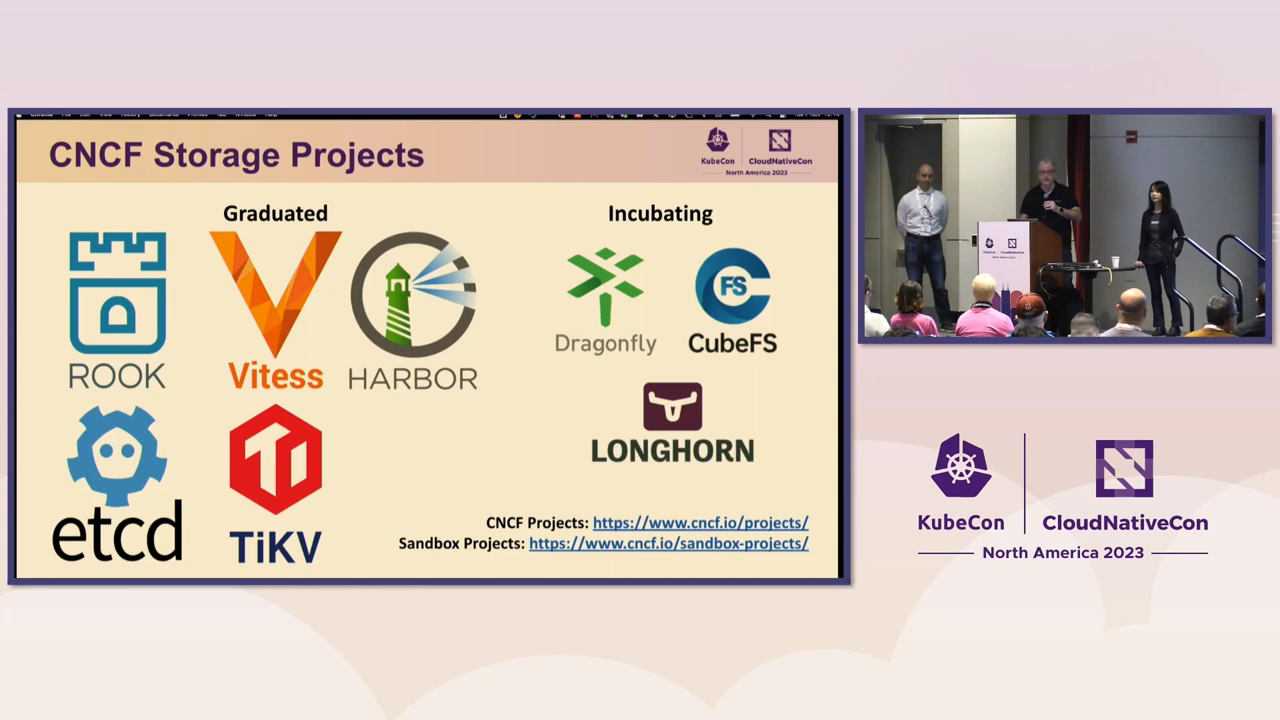 CNCF Storage Projects
KubeCon
CloudNativeCon
North America 2023
Graduated
Incubating
ROOK
Vitess
HARBOR
Dragonfly
FS
CubeFS
LONGHORN
etcd
TiKV
CNCF Projects: https://www.cncf.io/projects/
Sandbox Projects: https://www.cncf.io/sandbox-projects/
KubeCon
CloudNativeCon
North America 2023